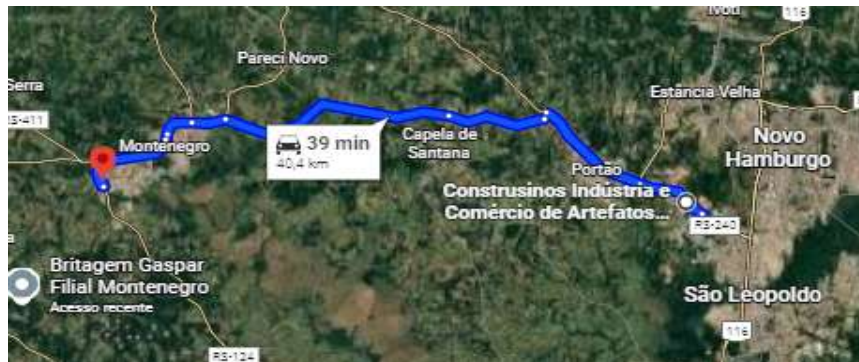 116
Pareci Novo
Estância Velha
Serra
RS-411
Montenegro
39 min
40,4 km
Capela de
Santana
Novo
Hamburgo
Portão
Construsinos Indústria e
Comércio de Artefatos...
RS-240
Britagem Gaspar
Filial Montenegro
Acesso recente
São Leopoldo
116
RS-124